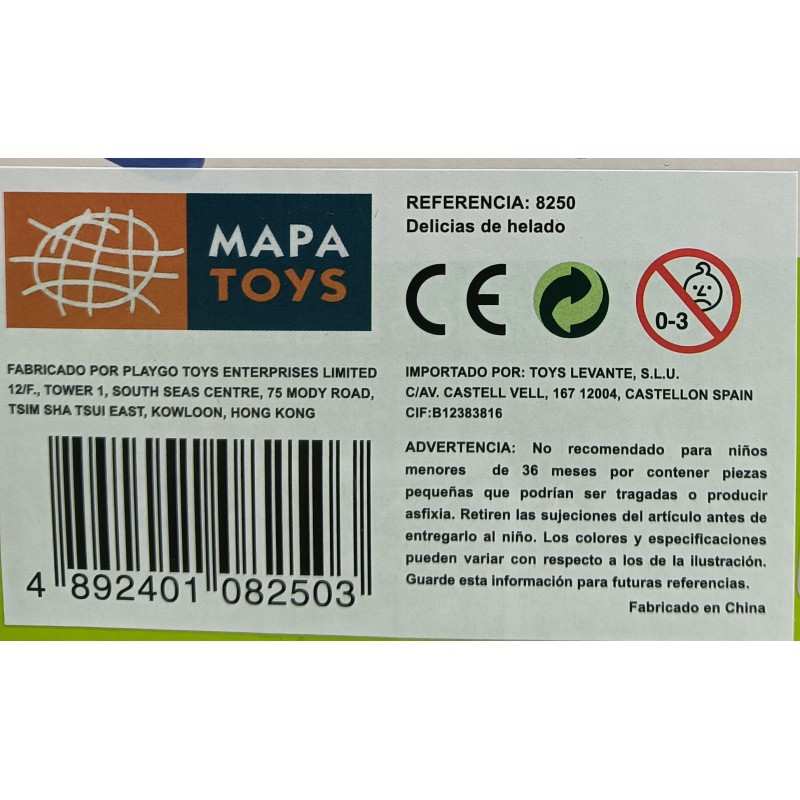 MAPA
TOYS
REFERENCIA: 8250
Delicias de helado
CE
0-3
FABRICADO POR PLAYGO TOYS ENTERPRISES LIMITED
12/F., TOWER 1, SOUTH SEAS CENTRE, 75 MODY ROAD,
TSIM SHA TSUI EAST, KOWLOON, HONG KONG
4 892401 082503
IMPORTADO POR: TOYS LEVANTE, S.L.U.
C/AV. CASTELL VELL, 167 12004, CASTELLON SPAIN
CIF:B12383816
ADVERTENCIA: No recomendado para niños
menores de 36 meses por contener piezas
pequeñas que podrían ser tragadas o producir
asfixia. Retiren las sujeciones del artículo antes de
entregarlo al niño. Los colores y especificaciones
pueden variar con respecto a los de la ilustración.
Guarde esta información para futuras referencias.
Fabricado en China